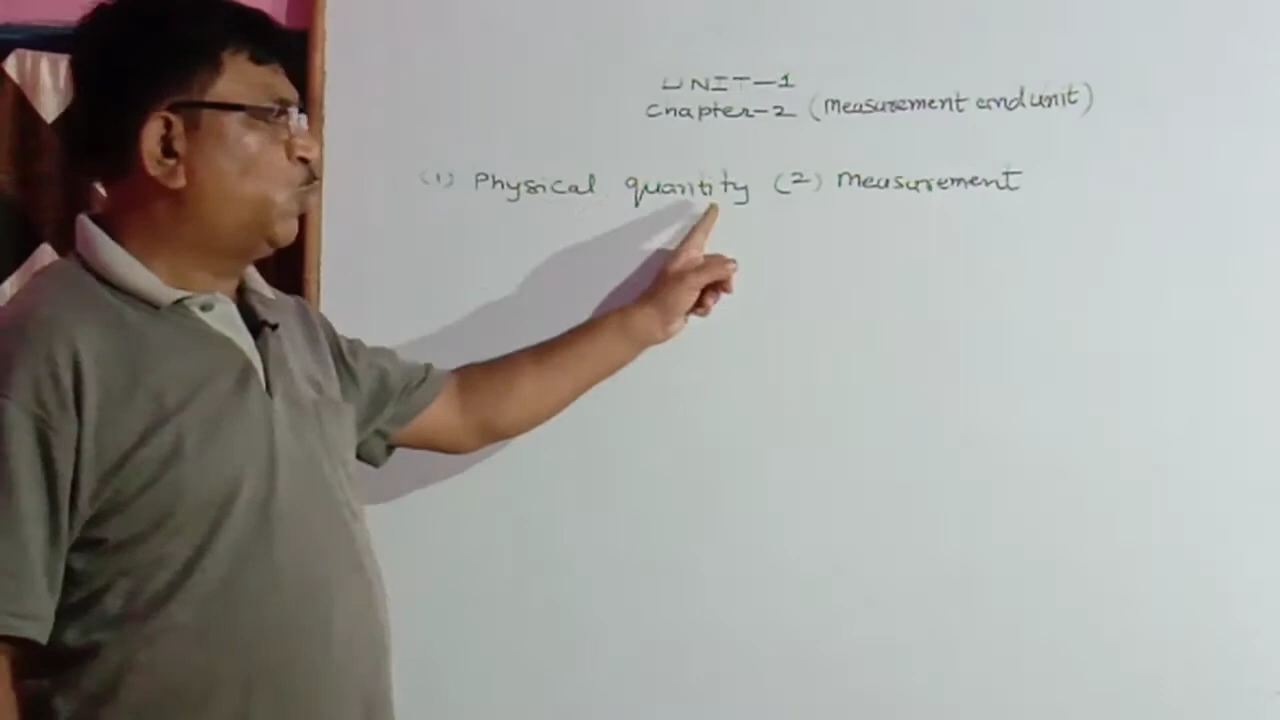 UNIT-1
Chapter-2 (Measurement and unit)
(1) Physical quantity (2) Measurement